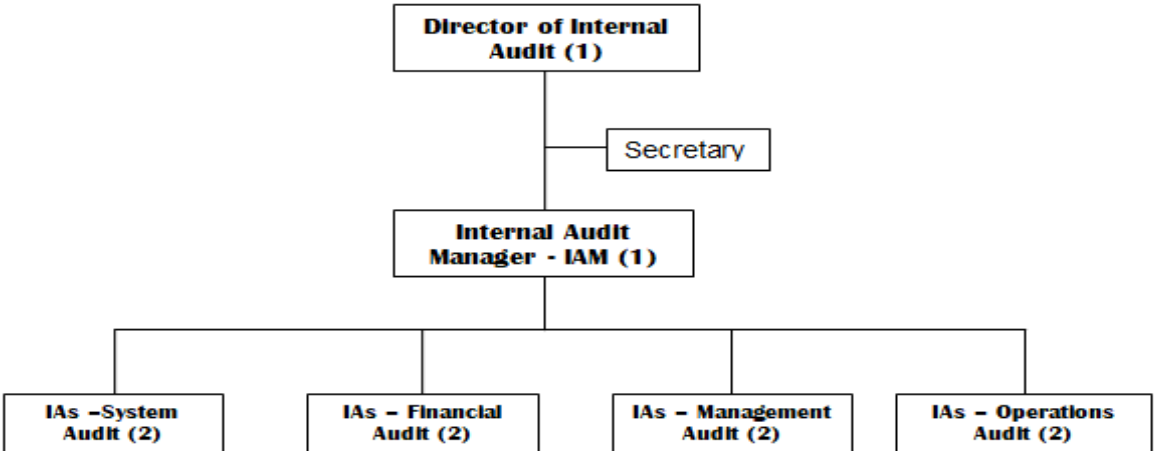 Director of Internal
Audit (1)
Secretary
Internal Audit
Manager - IAM (1)
IAs –System
Audit (2)
IAs – Financial
Audit (2)
IAs – Management
Audit (2)
IAs – Operations
Audit (2)